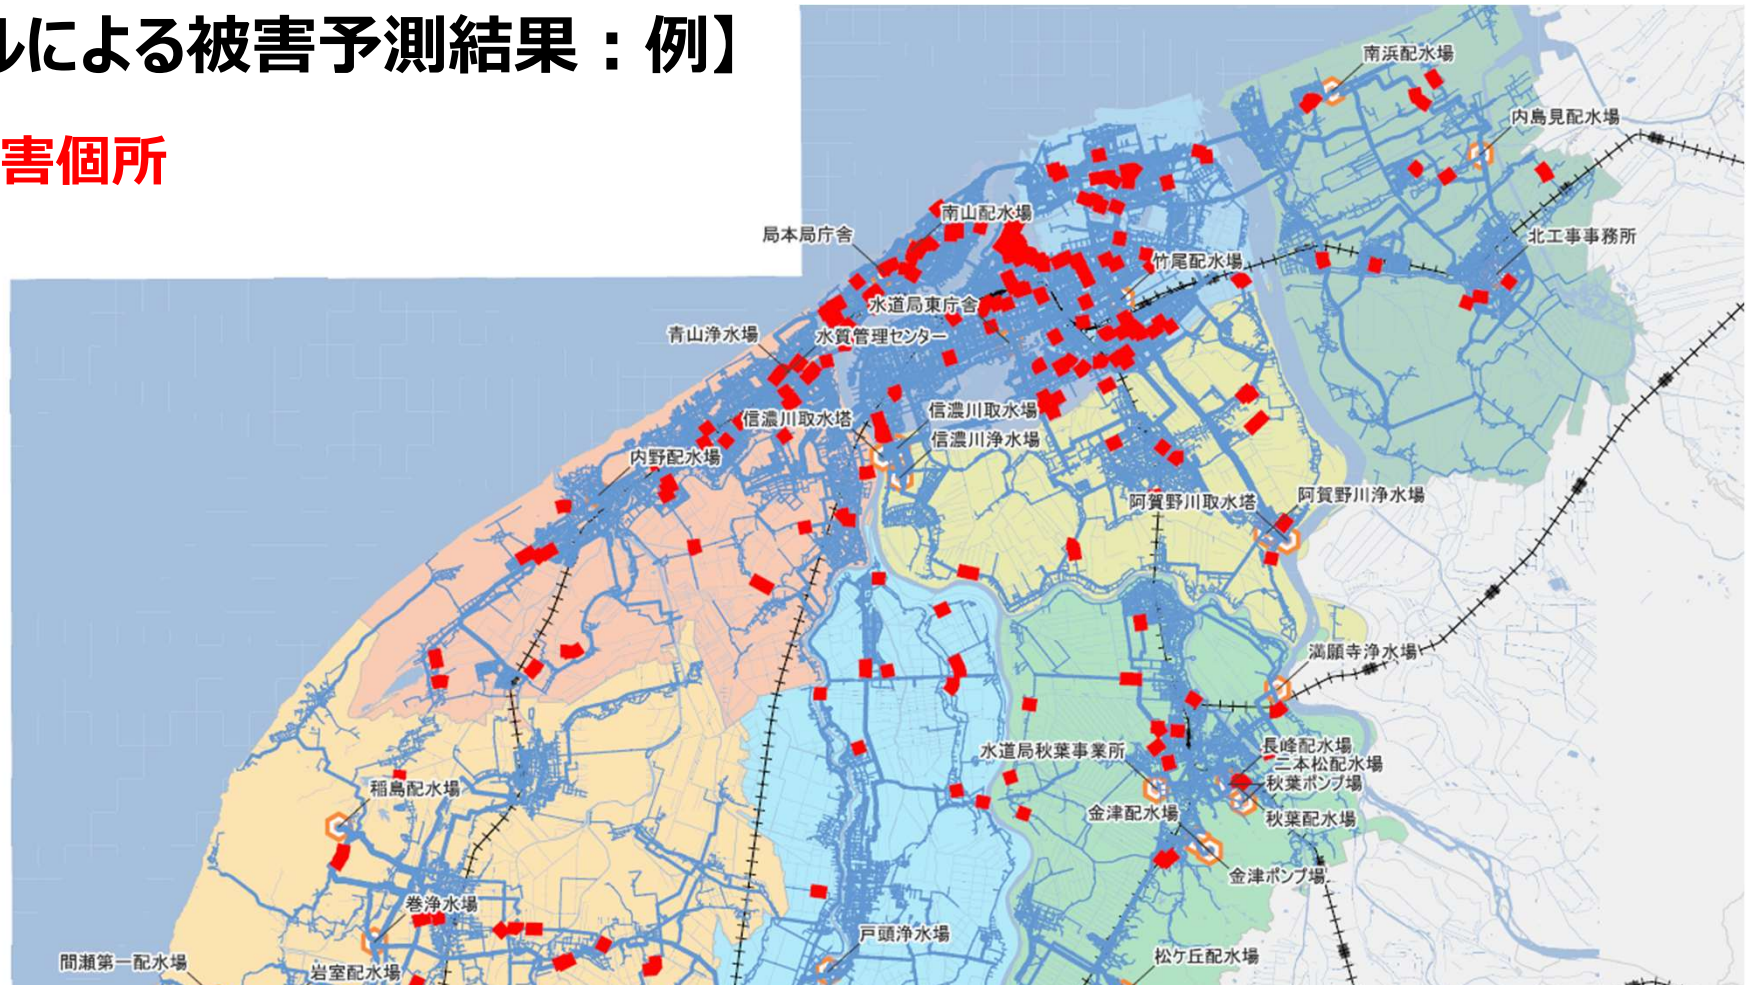 ルによる被害予測結果：例】
害個所
南浜配水場
内島見配水場
南山配水場
局本局庁舎
北工事事務所
竹尾配水場
水道局東庁舎
青山浄水場
水質管理センター
信濃川取水塔
信濃川取水場
信濃川浄水場
内野配水場
阿賀野川取水塔
阿賀野川浄水場
満願寺浄水場
水道局秋葉事業所
長峰配水場
二本松配水場
秋葉ポンプ場
稲島配水場
金津配水場
秋葉配水場
金津ポンプ場
巻浄水場
戸頭浄水場
間瀬第一配水場
岩室配水場
松ケ丘配水場